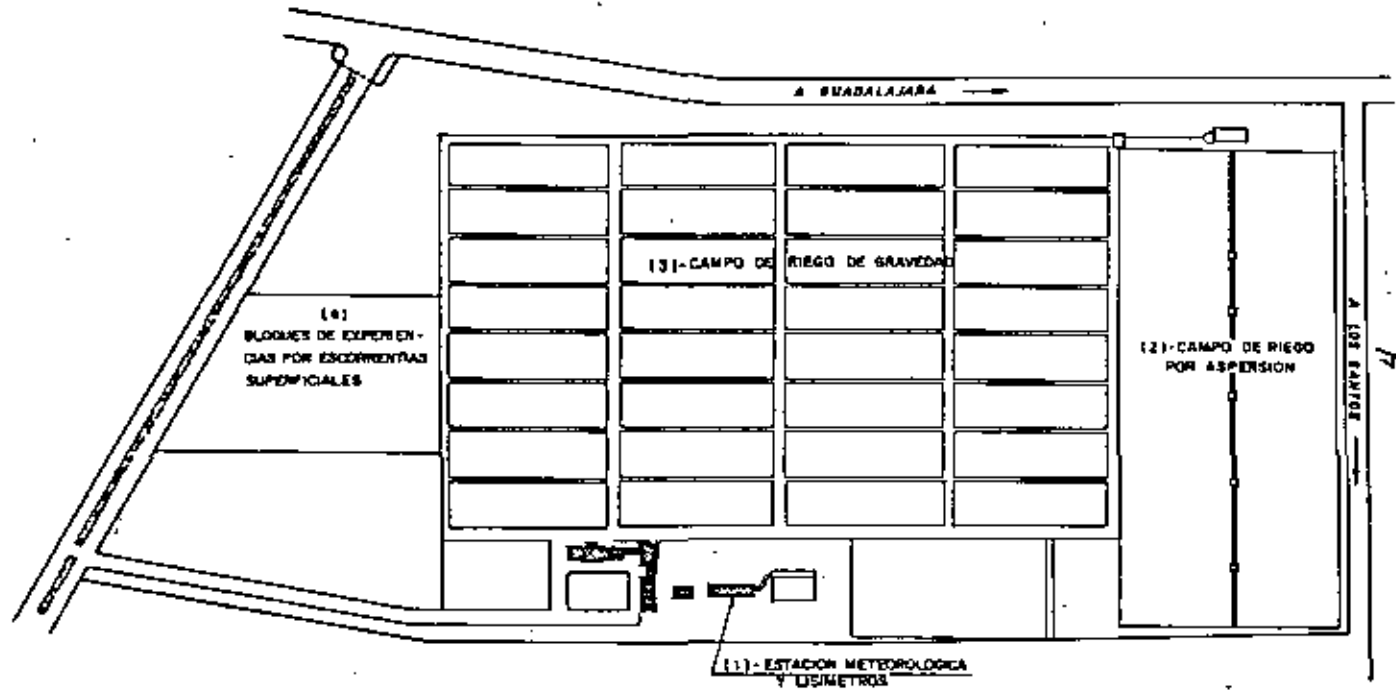 A GUADALAJARA
(3)-CAMPO DE RIEGO DE GRAVEDAD
(4)
BLOQUES DE EXPERIEN-
CIAS POR ESCORRENTIAS
SUPERFICIALES
(2)-CAMPO DE RIEGO
POR ASPERSION
A LOS SANTOS
77
(1)-ESTACION METEOROLOGICA
Y LISIMETROS